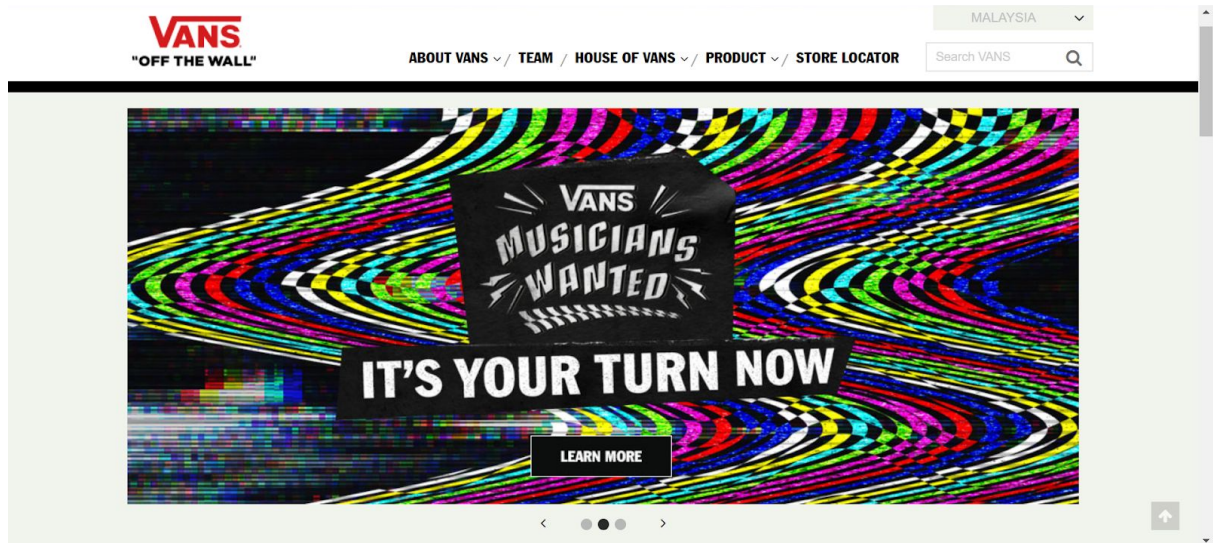 MALAYSIA
VANS
"OFF THE WALL"
ABOUT VANS / TEAM / HOUSE OF VANS / PRODUCT / STORE LOCATOR
Search VANS
VANS
MUSICIANS
WANTED
IT'S YOUR TURN NOW
LEARN MORE